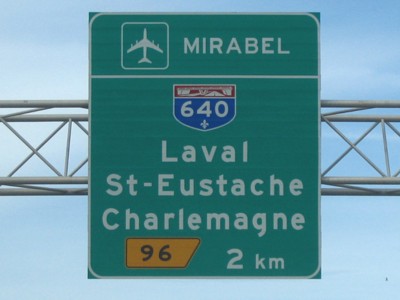 MIRABEL
640
Laval
St-Eustache
Charlemagne
96 2 km